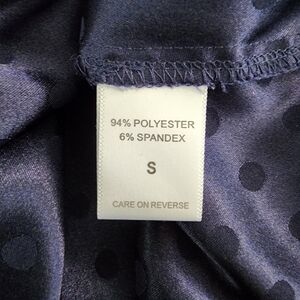 94% POLYESTER
6% SPANDEX
S
CARE ON REVERSE